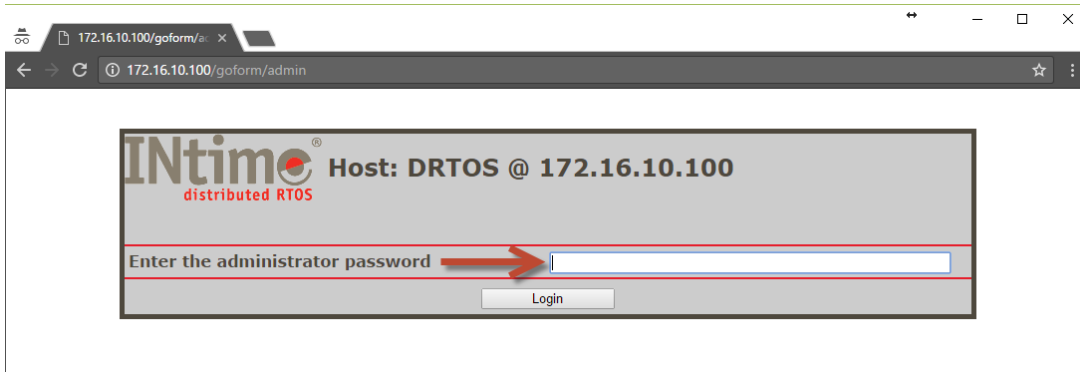 172.16.10.100/goform/ac
172.16.10.100/goform/admin
INtime®
distributed RTOS
Host: DRTOS @ 172.16.10.100
Enter the administrator password
Login